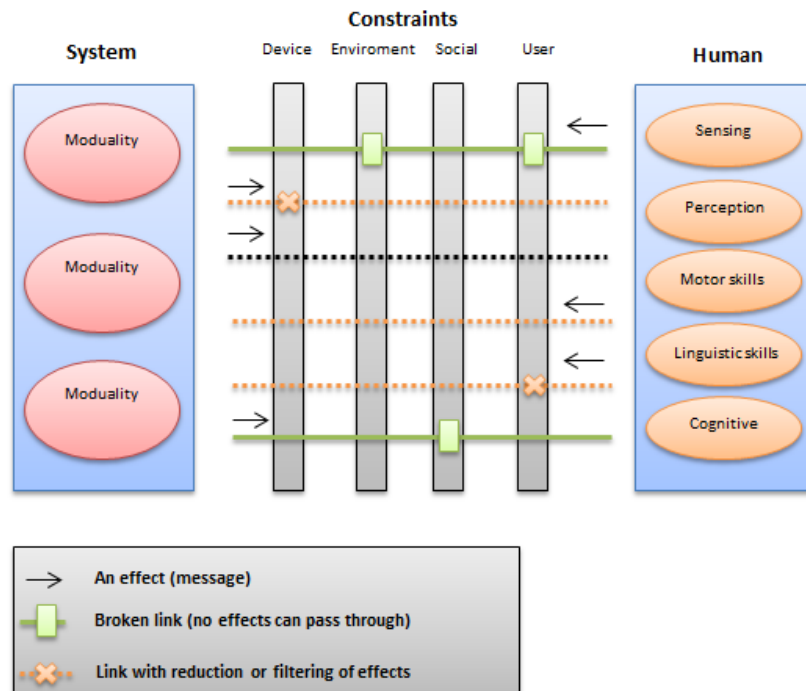 Constraints
System
Device Enviroment Social User
Human
Moduality
Moduality
Moduality
Sensing
Perception
Motor skills
Linguistic skills
Cognitive
An effect (message)
Broken link (no effects can pass through)
Link with reduction or filtering of effects